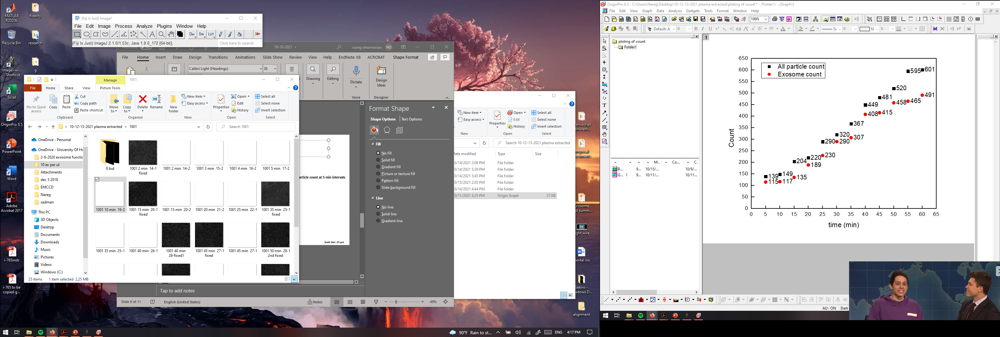 MATLAB
R2020b
fidelity
Recycle Bin
research
ImageJ-wi...
- Shortcut
g
Excel
OriginPro 8.5
PowerPoint
Word
Adobe
Acrobat 2017
i-765instr
i-765 to be
copied g...
(Fiji Is Just) ImageJ
File Edit Image Process Analyze Plugins Window Help
Dev Stk LUT
(Fiji Is Just) ImageJ 2.1.0/1.53c; Java 1.8.0_172 [64-bit];
Click here to search
10-18-2021
nareg ohannesian NO
File Home Insert Draw Design Transitions Animations Slide Show Review View Help EndNote X8 ACROBAT Shape Format
Calibri Light (Headings) 36
Drawing
Editing
Dictate
Voice
Design
Ideas
Designer
Manage 1001
File Home Share View Picture Tools
Pin to Quick
access
Copy
Paste
Cut
Copy path
Paste shortcut
Clipboard
Move
to
Copy
to
Delete
Rename
Organize
New
folder
New item
Easy access
New
Properties
Open
Edit
History
Open
Select all
Select none
Invert selection
Select
10-12-13-2021 plasma extracted > 1001
Search 1001
OneDrive - Personal
OneDrive - University Of Ho
2-6-2020 exosome functio
10 ex per ul
Attachments
dec 5 2018
EMCCD
Nareg
sadman
This PC
3D Objects
Desktop
Documents
Downloads
Music
Pictures
Videos
Windows (C:)
8 but
1001 2 min 14-1
fixed
1001 2 min 14-2
1001 3 min 15-2
1001 4 min 16-2
1001 5 min 17-2
1001 10 min 19-2
1001 15 min 20-1
fixed
1001 15 min 20-2
1001 20 min 21-2
1001 25 min 22-1
1001 35 min 25-1
fixed
1001 35 min 25-1
1001 40 min 26-1
1001 40 min
26-fixed1
1001 45 min 27-1
fixed
1001 45 min 27-1
1001 50 min 28-1
2nd fixed
25 items 1 item selected 2.25 MB
Format Shape
Shape Options Text Options
Fill
No fill
Solid fill
Gradient fill
Picture or texture fill
Pattern fill
Slide background fill
Line
No line
Solid line
Gradient line
article count at 5 min intervals
Scale bar: 15 µm
Tap to add notes
Slide 8 of 11 English (United States) Notes 49%
New item
Easy access
New
Properties
Open
Edit
History
Open
Select all
Select none
Invert selection
Select
Search 10-12-13-2021 plasma extracted
Date modified Type Size
0/14/2021 2:09 PM File folder
0/14/2021 5:39 PM File folder
0/14/2021 5:45 PM File folder
0/15/2021 2:05 PM File folder
0/14/2021 4:44 PM File folder
0/11/2021 3:25 PM Origin Graph 37 KB
anuscript
anoram...
roposal
ocuments
xosome
st summ...
ght wire
lental ins
Sekiro -
adows D...
alignment
90°F Rain to st... ENG 4:17 PM
OriginPro 8.5 - C:\Users\Nareg\Desktop\10-12-13-2021 plasma extracted\ploting of count * - /Folder1/ - [Graph1]
File Edit View Graph Data Analysis Gadgets Tools Format Window Help
100%
Default: A 0
B I U
0 N 0
ploting of count
Folder1
M.. Co... C.
B... 9... 10/15/... 10/9/...
G... 1 9... 10/11/... 10/11...
1
All particle count
Exosome count
Count
650
600
550
500
450
400
350
300
250
200
150
100
50
0
0 5 10 15 20 25 30 35 40 45 50 55 60 65
time (min)
139 149 204 220 290 320 367 449 481 520 595 601
115 117 135 189 230 290 307 408 415 458 465 491
AU : ON Dark